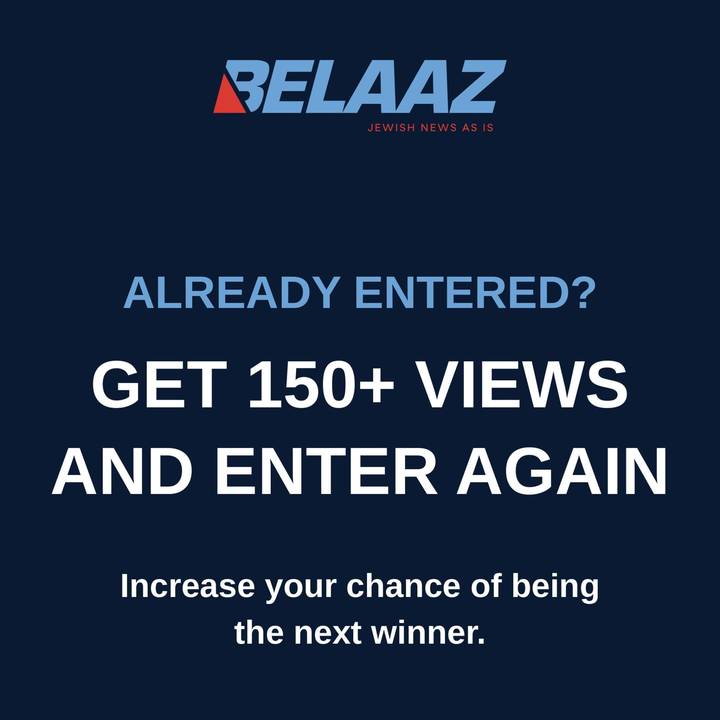 BELAAZ
JEWISH NEWS AS IS
ALREADY ENTERED?
GET 150+ VIEWS
AND ENTER AGAIN
Increase your chance of being
the next winner.